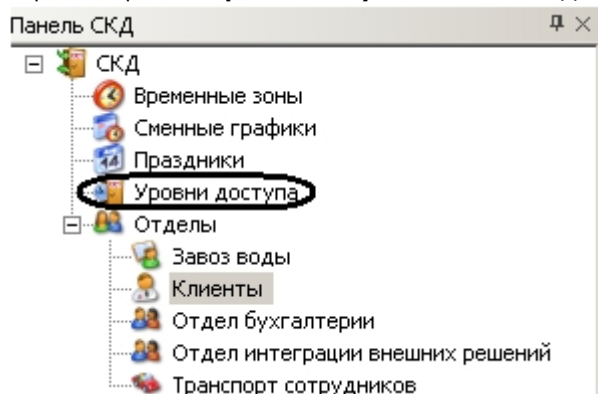 Панель СКД
СКД
Временные зоны
Сменные графики
Праздники
Уровни доступа
Отделы
Завоз воды
Клиенты
Отдел бухгалтерии
Отдел интеграции внешних решений
Транспорт сотрудников